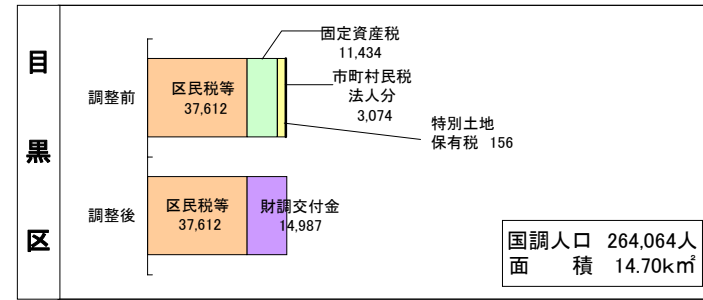 目黒区
固定資産税
11,434
市町村民税
法人分
3,074
特別土地
保有税 156
調整前
区民税等
37,612
調整後
区民税等
37,612
財調交付金
14,987
国調人口 264,064人
面　積 14.70k㎡